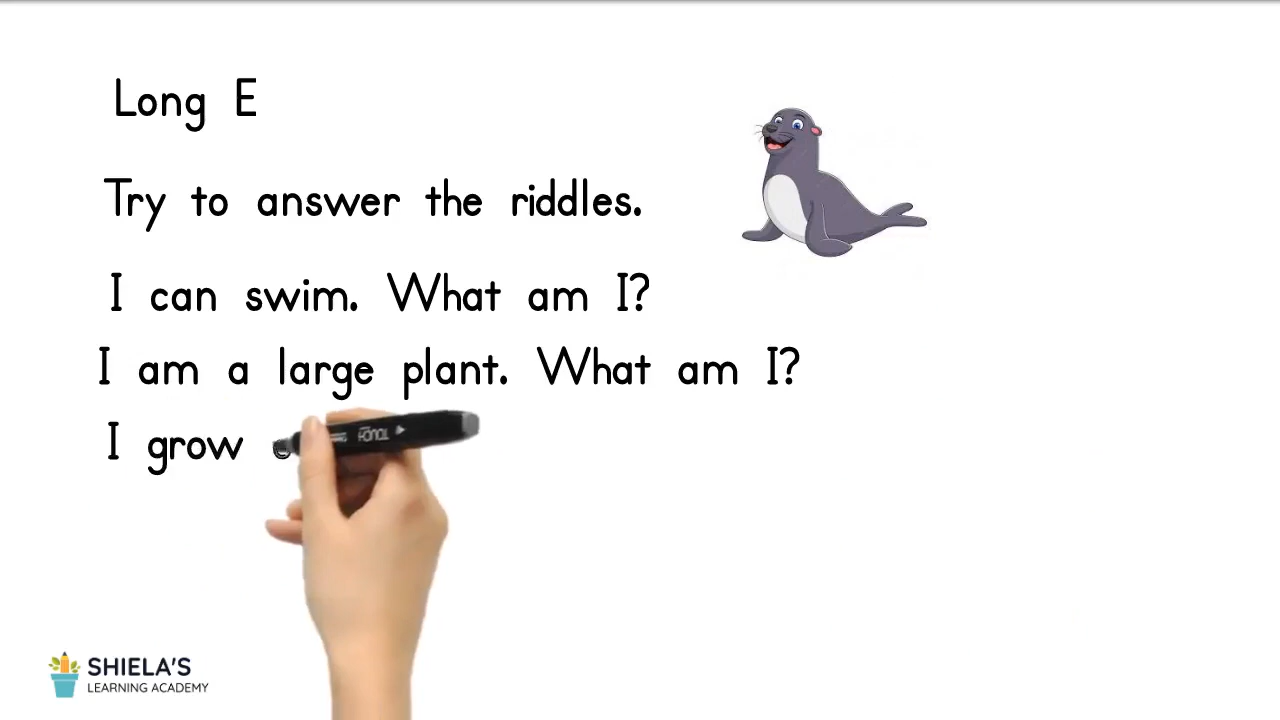 Long E
Try to answer the riddles.
I can swim. What am I?
I am a large plant. What am I?
I grow
TOUCH
SHIELA'S
LEARNING ACADEMY